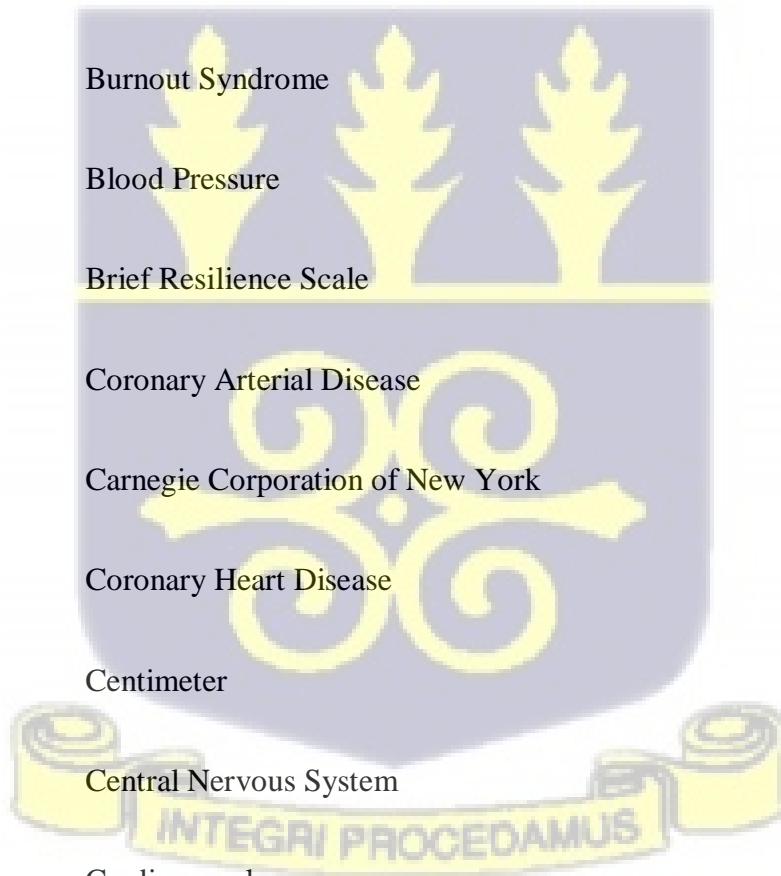 Burnout Syndrome
Blood Pressure
Brief Resilience Scale
Coronary Arterial Disease
Carnegie Corporation of New York
Coronary Heart Disease
Centimeter
Central Nervous System
INTEGRI PROCEDAMUS